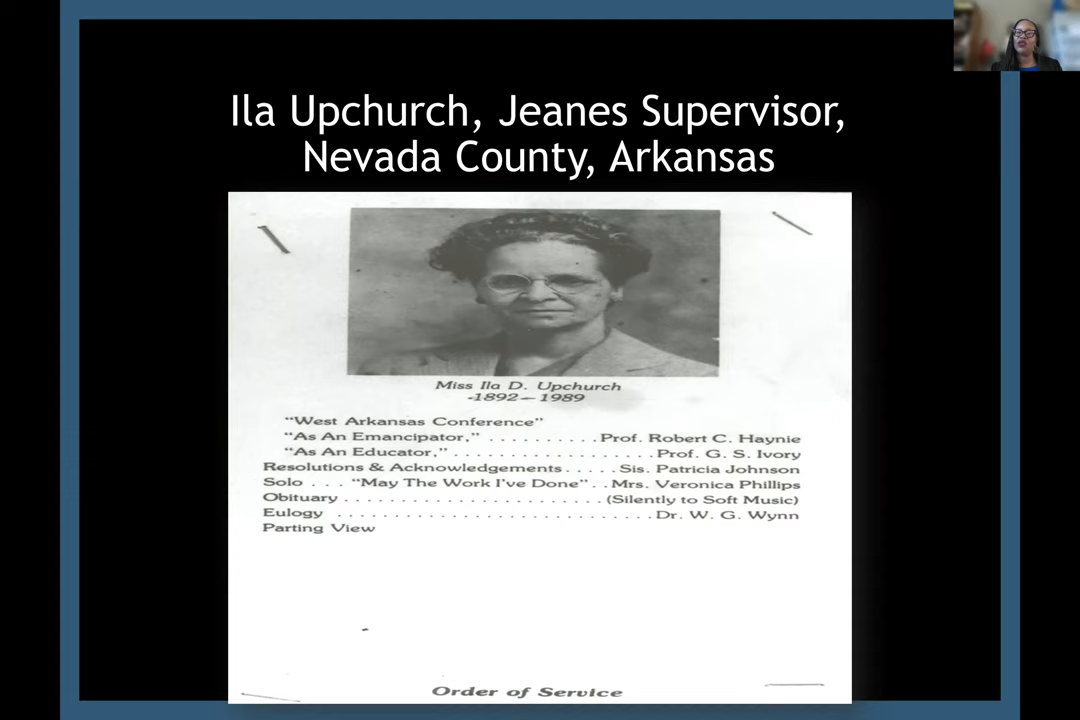 Ila Upchurch, Jeanes Supervisor,
Nevada County, Arkansas
Miss Ila D. Upchurch
-1892 - 1989
"West Arkansas Conference"
"As An Emancipator," . . . . . . . . . . Prof. Robert C. Haynie
"As An Educator," . . . . . . . . . . . . . . . . . . Prof. G. S. Ivory
Resolutions & Acknowledgements . . . . . Sis. Patricia Johnson
Solo . . . "May The Work I've Done" . . Mrs. Veronica Phillips
Obituary . . . . . . . . . . . . . . . . . . . . . . . (Silently to Soft Music)
Eulogy . . . . . . . . . . . . . . . . . . . . . . . . . . . . Dr. W. G. Wynn
Parting View
Order of Service